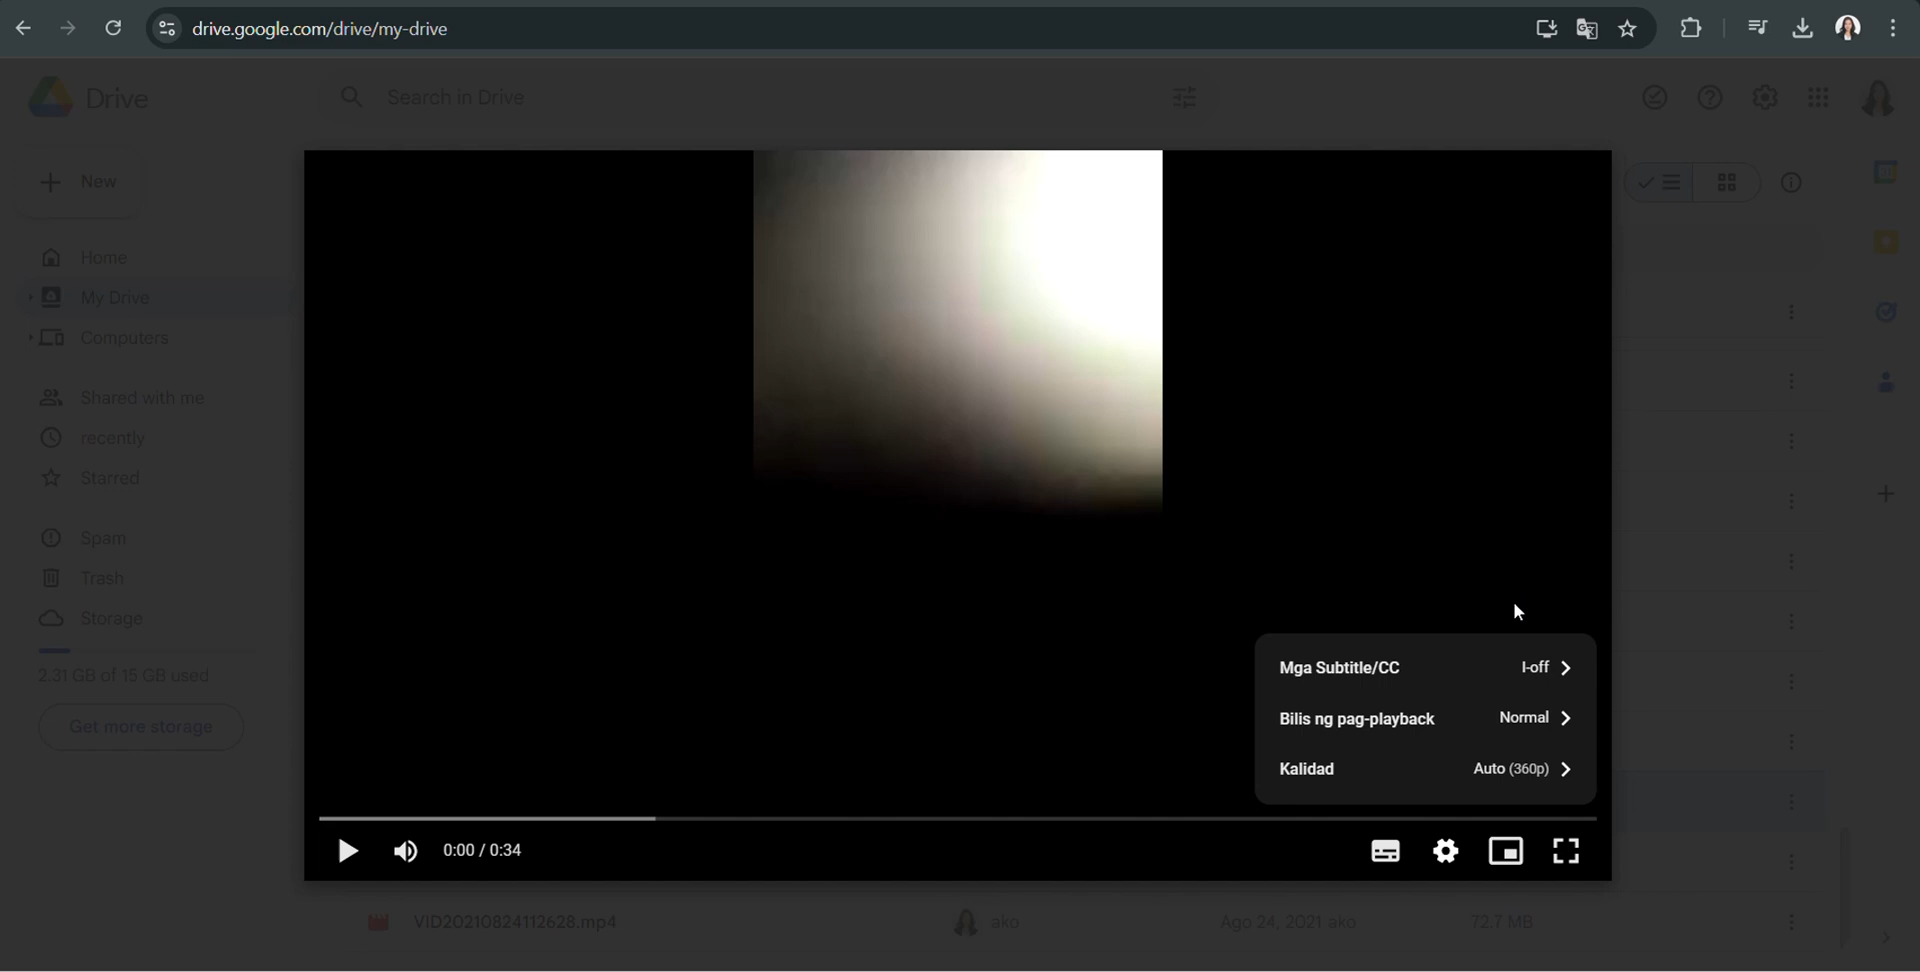 drive.google.com/drive/my-drive
Drive
Search in Drive
New
Home
My Drive
Computers
Shared with me
recently
Starred
Spam
Trash
Storage
2.31 GB of 15 GB used
Get more storage
Mga Subtitle/CC I-off
Bilis ng pag-playback Normal
Kalidad Auto (360p)
0:00 / 0:34
VID20210824112628.mp4 ako Ago 24, 2021 ako 72.7 MB